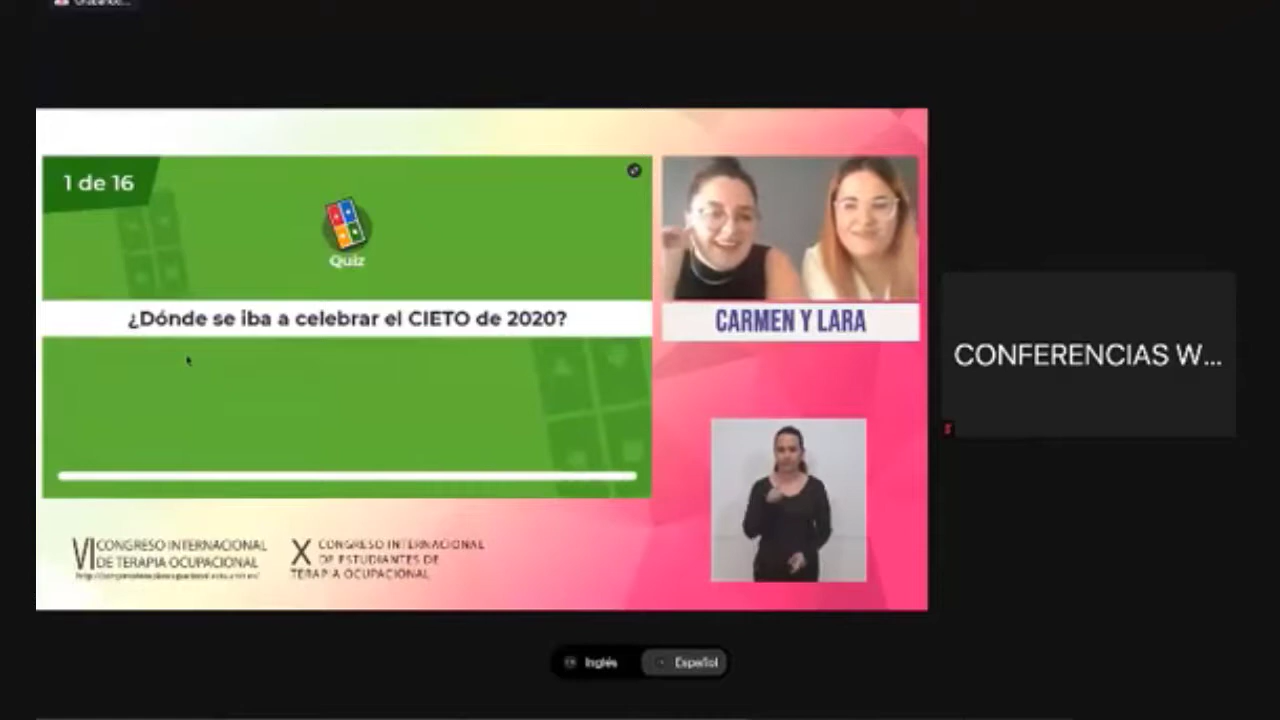 1 de 16
Quiz
¿Dónde se iba a celebrar el CIETO de 2020?
CARMEN Y LARA
CONFERENCIAS W...
VI CONGRESO INTERNACIONAL
DE TERAPIA OCUPACIONAL
X CONGRESO INTERNACIONAL
DE ESTUDIANTES DE
TERAPIA OCUPACIONAL
Inglés
Español